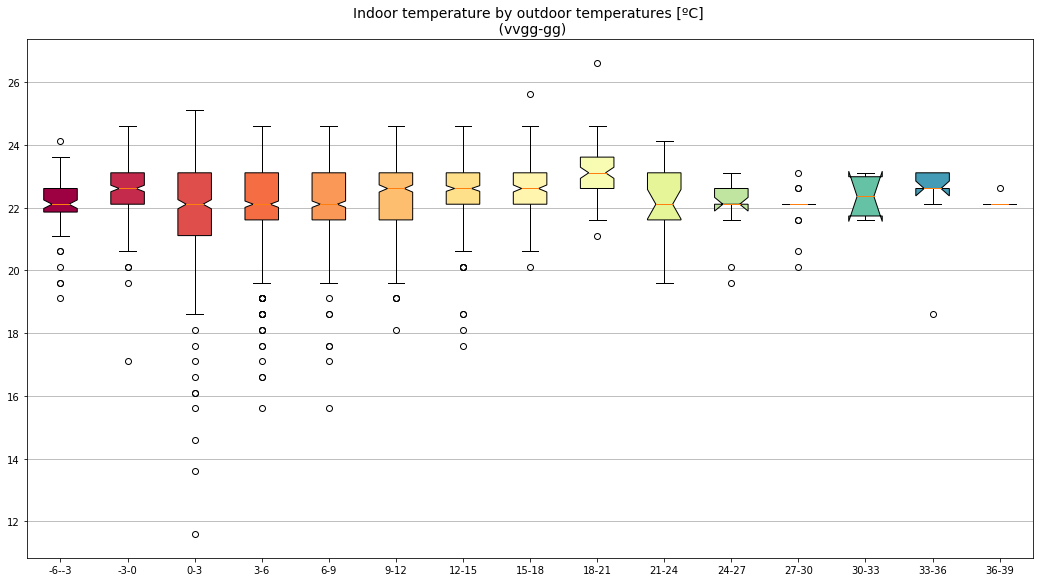 Indoor temperature by outdoor temperatures [ºC]
(vvgg-gg)
26
24
22
20
18
16
14
12
-6--3 -3-0 0-3 3-6 6-9 9-12 12-15 15-18 18-21 21-24 24-27 27-30 30-33 33-36 36-39